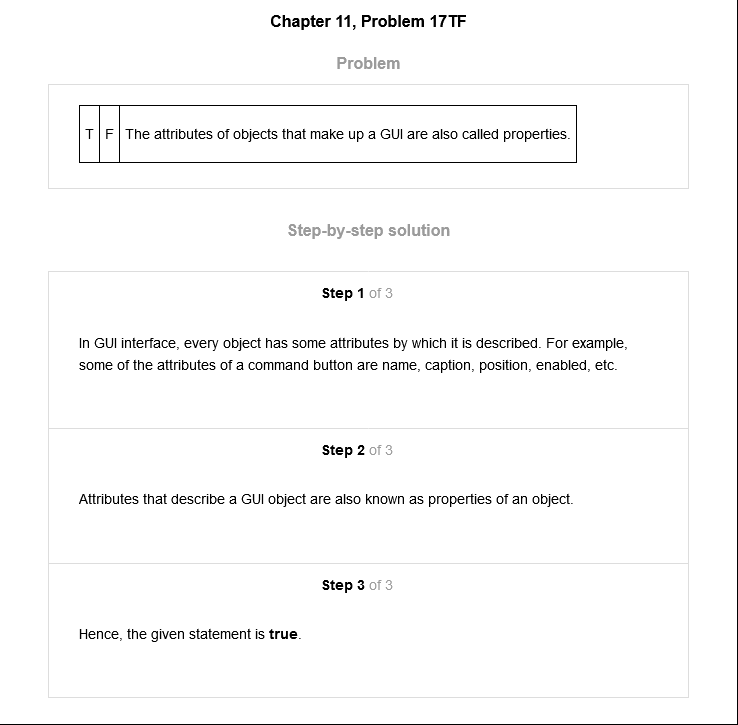 Chapter 11, Problem 17TF
Problem
T F The attributes of objects that make up a GUI are also called properties.
Step-by-step solution
Step 1 of 3
In GUI interface, every object has some attributes by which it is described. For example,
some of the attributes of a command button are name, caption, position, enabled, etc.
Step 2 of 3
Attributes that describe a GUI object are also known as properties of an object.
Step 3 of 3
Hence, the given statement is true.